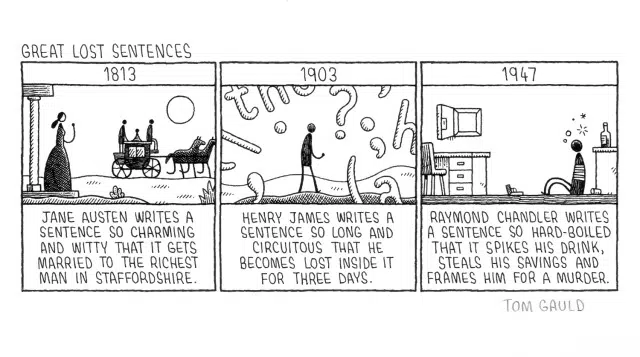 GREAT LOST SENTENCES
1813
1903
1947
thu ? ; , h
JANE AUSTEN WRITES A
SENTENCE SO CHARMING
AND WITTY THAT IT GETS
MARRIED TO THE RICHEST
MAN IN STAFFORDSHIRE.
HENRY JAMES WRITES A
SENTENCE SO LONG AND
CIRCUITOUS THAT HE
BECOMES LOST INSIDE IT
FOR THREE DAYS.
RAYMOND CHANDLER WRITES
A SENTENCE SO HARD-BOILED
THAT IT SPIKES HIS DRINK,
STEALS HIS SAVINGS AND
FRAMES HIM FOR A MURDER.
TOM GAULD